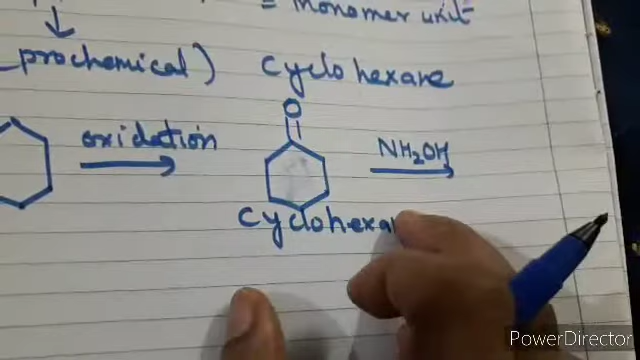 = Monomer unit
prochemical) cyclohexane
O
oxidation NH2OH
cyclohexa
PowerDirector